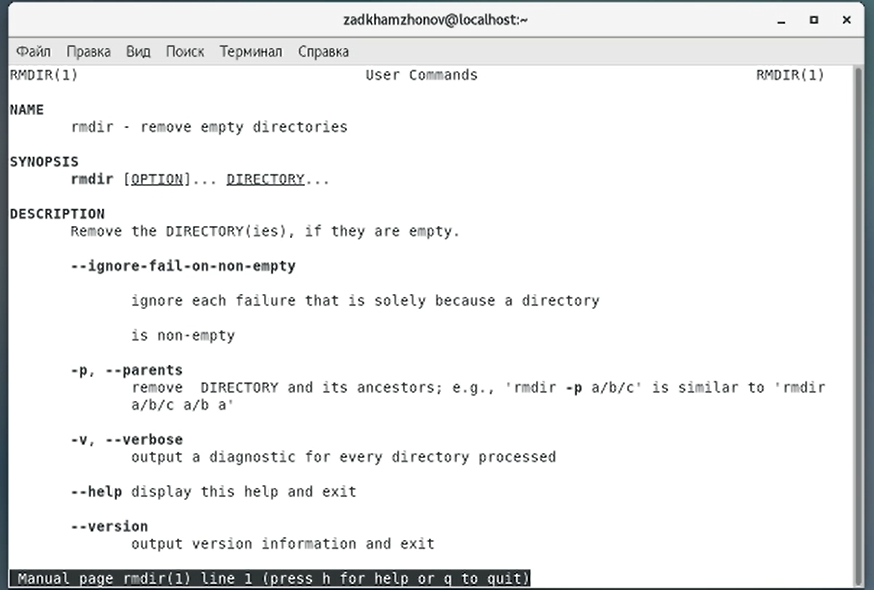 zadkhamzhonov@localhost:~
Файл Правка Вид Поиск Терминал Справка
RMDIR(1) User Commands RMDIR(1)
NAME
rmdir - remove empty directories
SYNOPSIS
rmdir [OPTION]... DIRECTORY...
DESCRIPTION
Remove the DIRECTORY(ies), if they are empty.
--ignore-fail-on-non-empty
ignore each failure that is solely because a directory
is non-empty
-p, --parents
remove  DIRECTORY and its ancestors; e.g., 'rmdir -p a/b/c' is similar to 'rmdir
a/b/c a/b a'
-v, --verbose
output a diagnostic for every directory processed
--help display this help and exit
--version
output version information and exit
Manual page rmdir(1) line 1 (press h for help or q to quit)